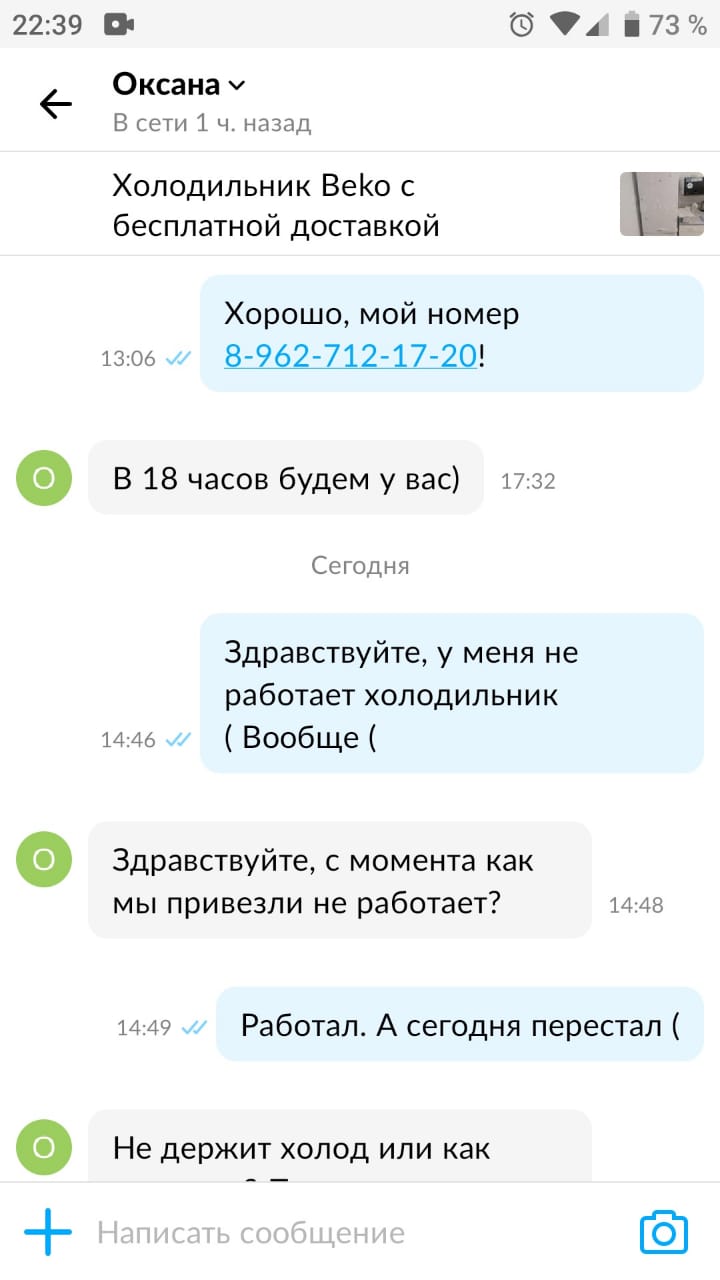 22:39
73 %
Оксана
В сети 1 ч. назад
Холодильник Beko с
бесплатной доставкой
Хорошо, мой номер
8-962-712-17-20!
13:06
О
В 18 часов будем у вас)
17:32
Сегодня
Здравствуйте, у меня не
работает холодильник
( Вообще (
14:46
О
Здравствуйте, с момента как
мы привезли не работает?
14:48
14:49
Работал. А сегодня перестал (
О
Не держит холод или как
Написать сообщение